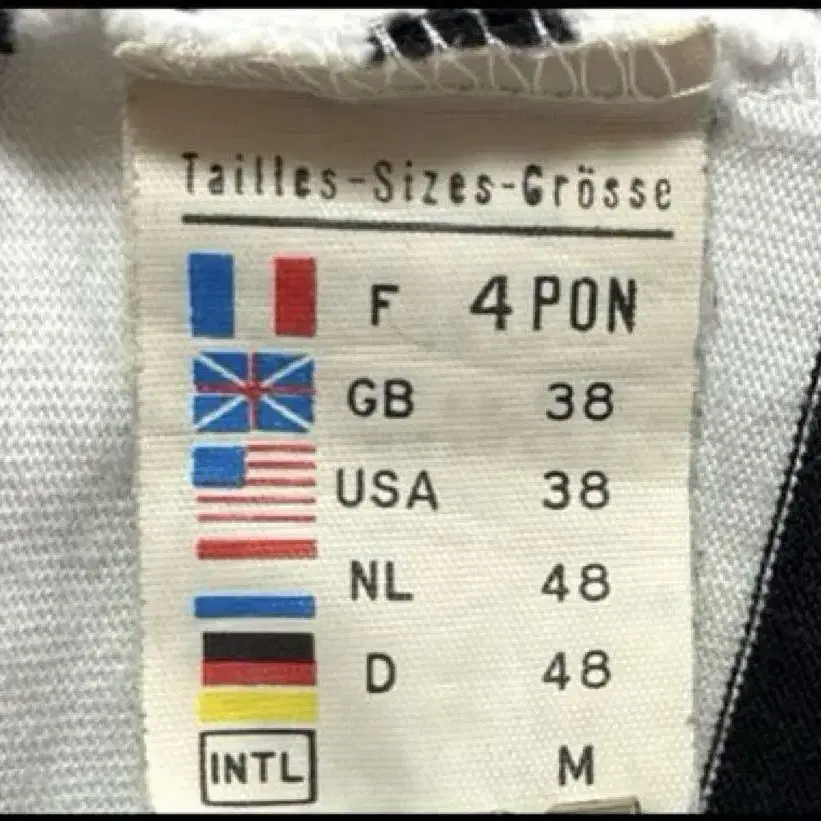 Tailles-Sizes-Grösse
F 4 PON
GB 38
USA 38
NL 48
D 48
INTL M